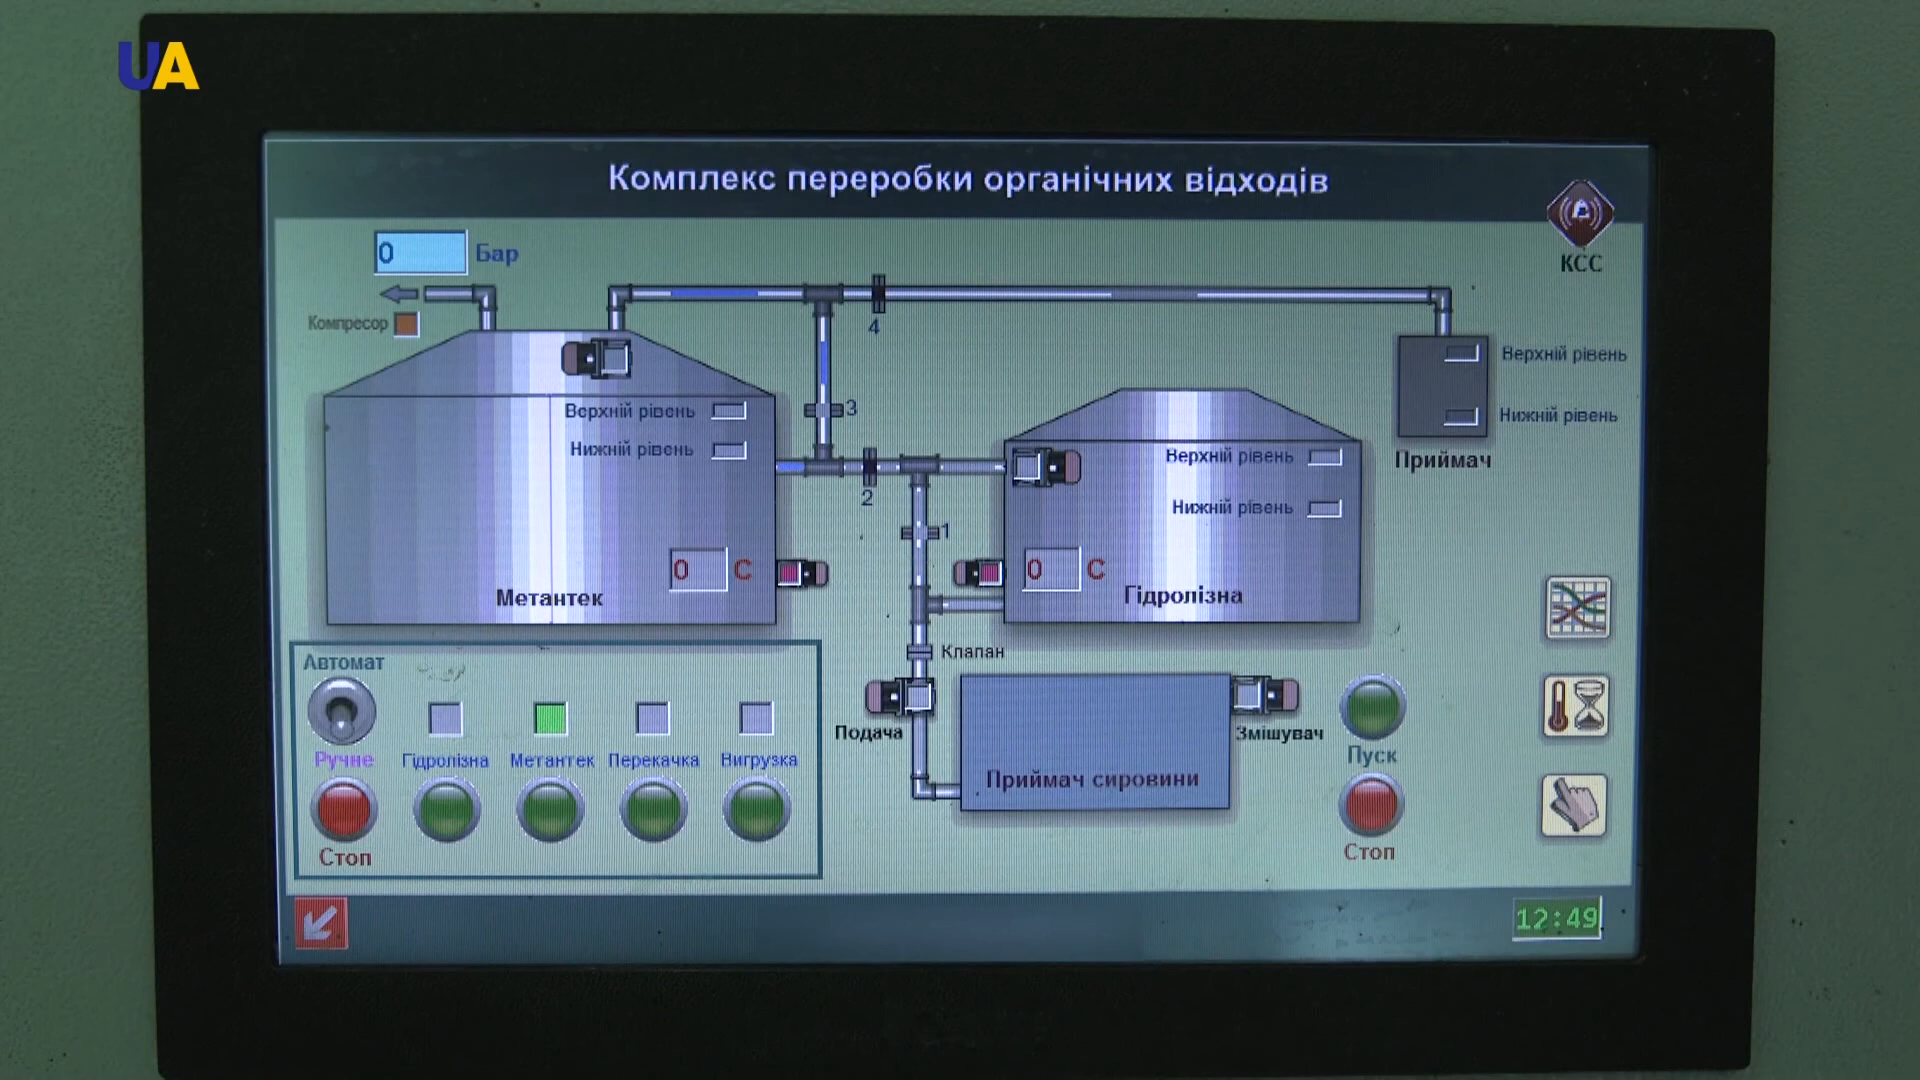 UA
Комплекс переробки органічних відходів
КСС
0 Бар
Компресор
4
Верхній рівень
Нижній рівень
Приймач
Верхній рівень
Нижній рівень
3
2
1
Верхній рівень
Нижній рівень
0 С
Метантек
0 С
Гідролізна
Клапан
Подача
Змішувач
Приймач сировини
Пуск
Стоп
Автомат
Ручне
Гідролізна Метантек Перекачка Вигрузка
Стоп
12:49